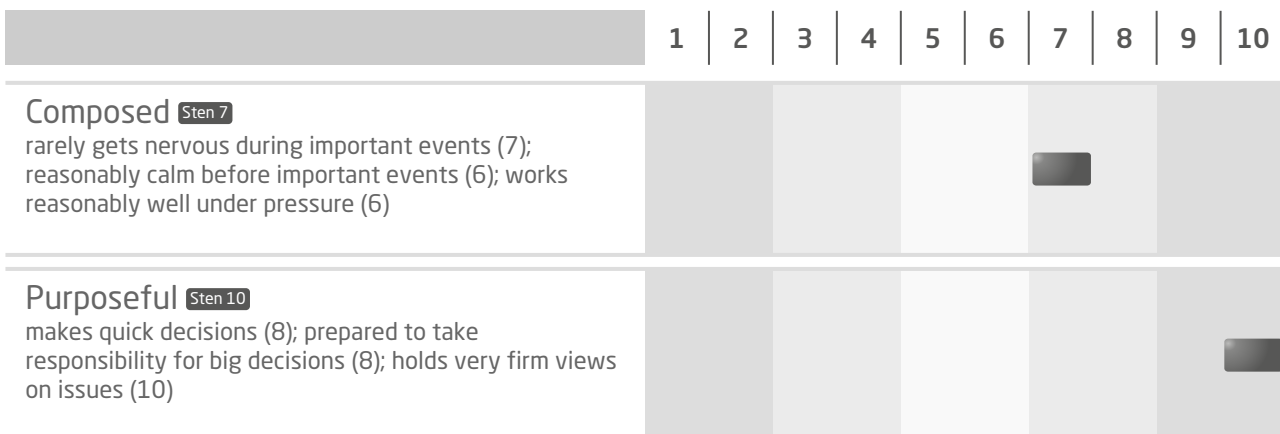 1 2 3 4 5 6 7 8 9 10
Composed Sten 7
rarely gets nervous during important events (7);
reasonably calm before important events (6); works
reasonably well under pressure (6)
Purposeful Sten 10
makes quick decisions (8); prepared to take
responsibility for big decisions (8); holds very firm views
on issues (10)